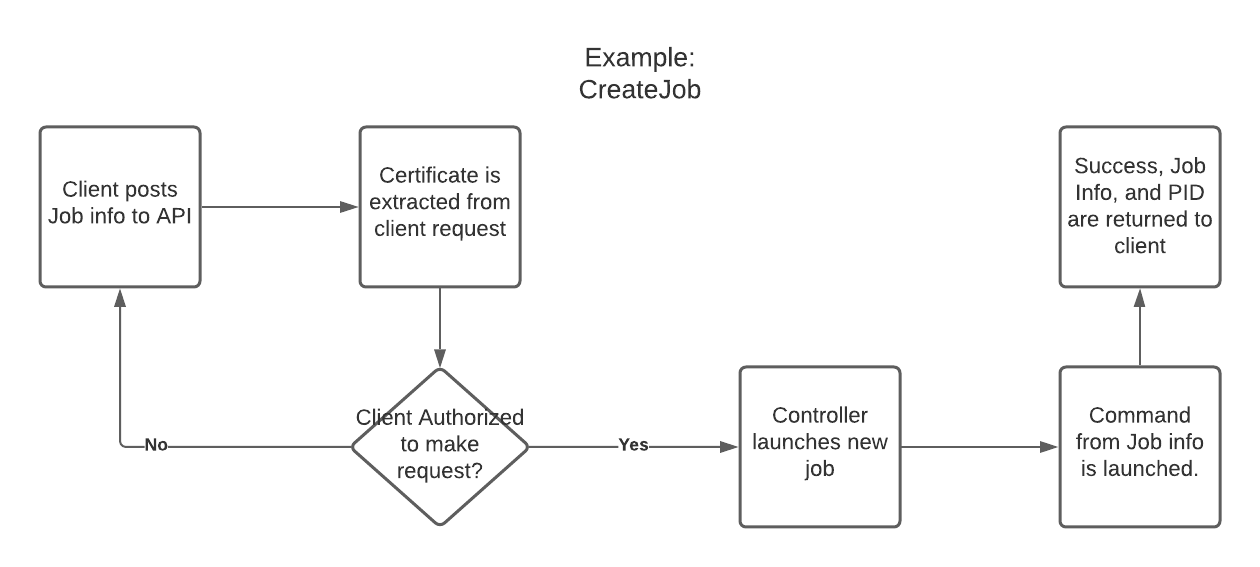 Example:
CreateJob
Client posts
Job info to API
Certificate is
extracted from
client request
Success, Job
Info, and PID
are returned to
client
Client Authorized
to make
request?
No
Yes
Controller
launches new
job
Command
from Job info
is launched.